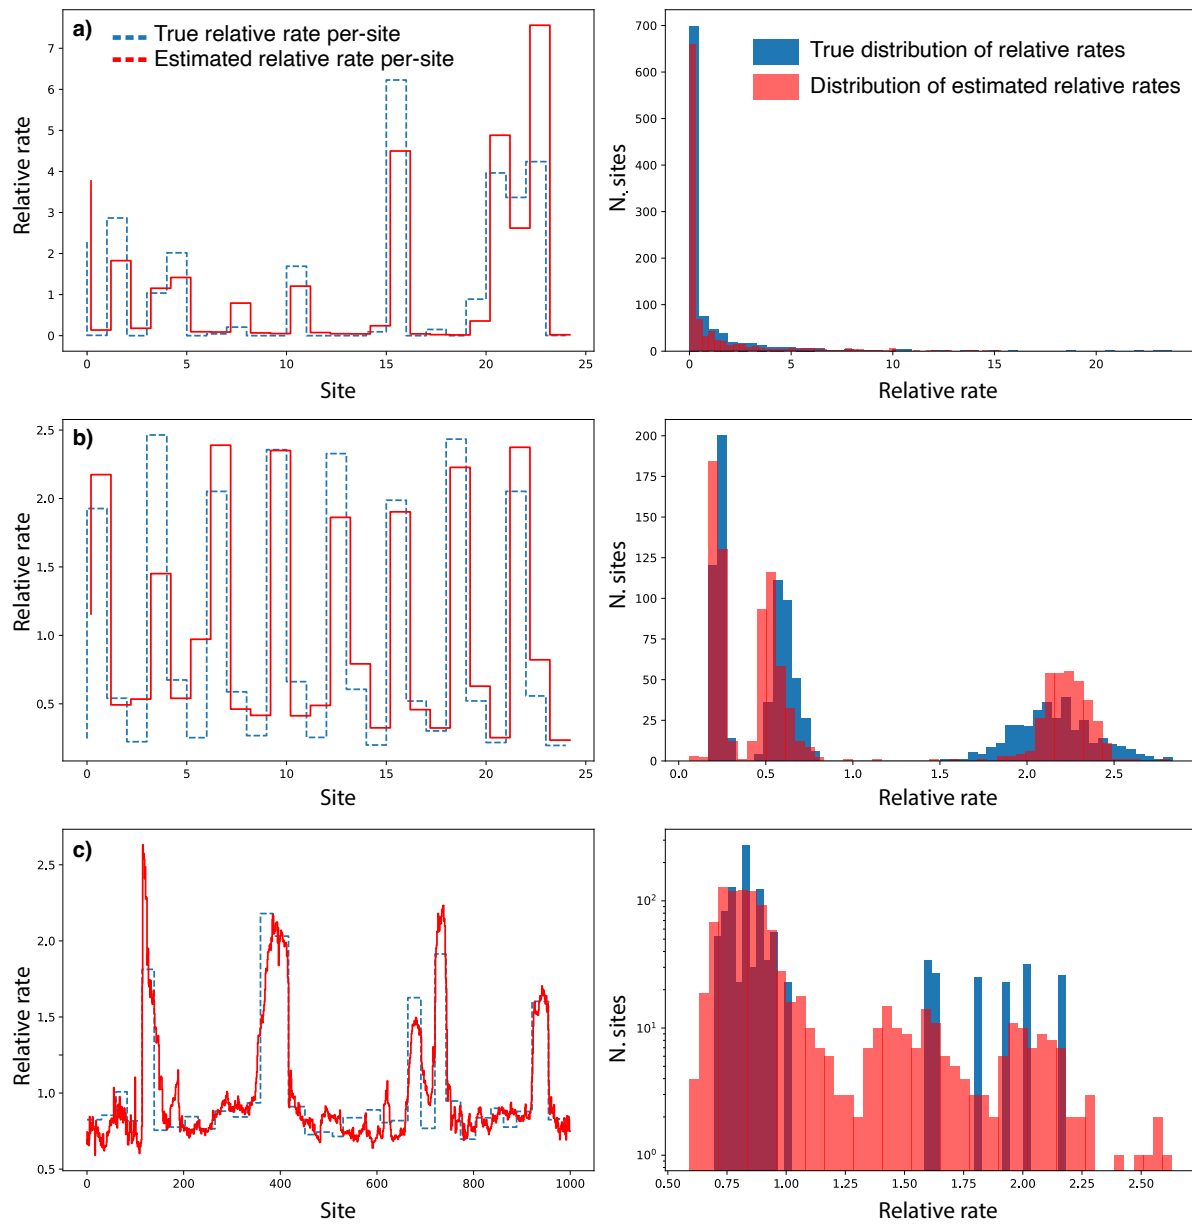 a)
True relative rate per-site
Estimated relative rate per-site
7
6
5
4
3
2
1
0
Relative rate
0 5 10 15 20 25
Site
True distribution of relative rates
Distribution of estimated relative rates
700
600
500
400
300
200
100
0
N. sites
0 5 10 15 20
Relative rate
b)
2.5
2.0
1.5
1.0
0.5
Relative rate
0 5 10 15 20 25
Site
200
175
150
125
100
75
50
25
0
N. sites
0.0 0.5 1.0 1.5 2.0 2.5
Relative rate
c)
2.5
2.0
1.5
1.0
0.5
Relative rate
0 200 400 600 800 1000
Site
10²
10¹
10⁰
N. sites
0.50 0.75 1.00 1.25 1.50 1.75 2.00 2.25 2.50
Relative rate